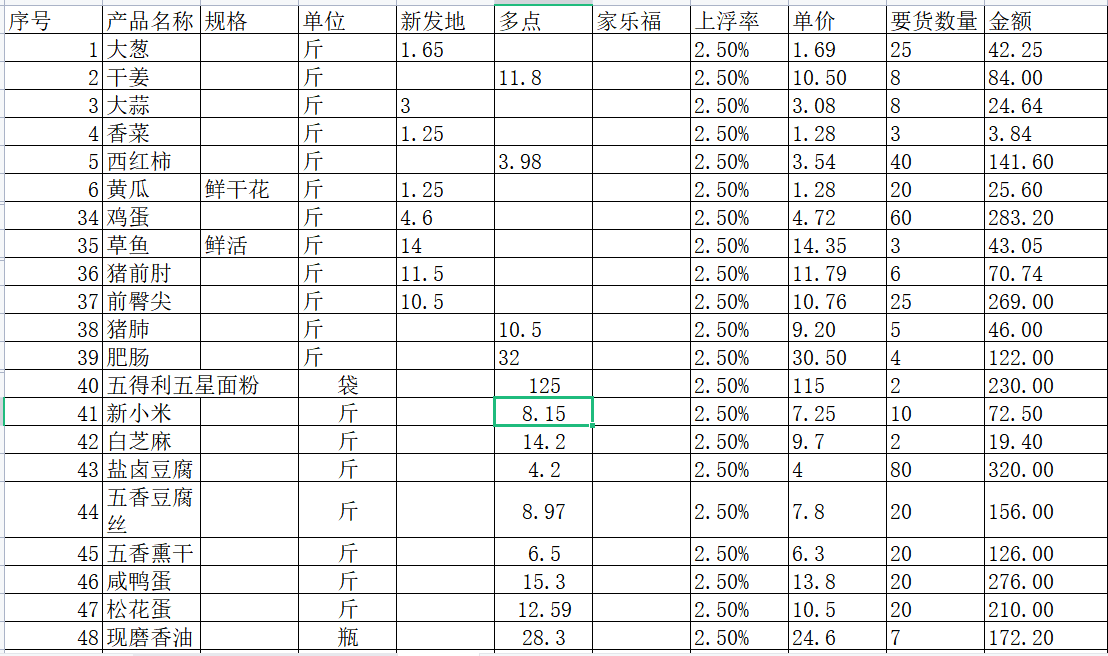 序号 产品名称 规格 单位 新发地 多点 家乐福 上浮率 单价 要货数量 金额
1 大葱 斤 1.65 2.50% 1.69 25 42.25
2 干姜 斤 11.8 2.50% 10.50 8 84.00
3 大蒜 斤 3 2.50% 3.08 8 24.64
4 香菜 斤 1.25 2.50% 1.28 3 3.84
5 西红柿 斤 3.98 2.50% 3.54 40 141.60
6 黄瓜 鲜干花 斤 1.25 2.50% 1.28 20 25.60
34 鸡蛋 斤 4.6 2.50% 4.72 60 283.20
35 草鱼 鲜活 斤 14 2.50% 14.35 3 43.05
36 猪前肘 斤 11.5 2.50% 11.79 6 70.74
37 前臀尖 斤 10.5 2.50% 10.76 25 269.00
38 猪肺 斤 10.5 2.50% 9.20 5 46.00
39 肥肠 斤 32 2.50% 30.50 4 122.00
40 五得利五星面粉 袋 125 2.50% 115 2 230.00
41 新小米 斤 8.15 2.50% 7.25 10 72.50
42 白芝麻 斤 14.2 2.50% 9.7 2 19.40
43 盐卤豆腐 斤 4.2 2.50% 4 80 320.00
44 五香豆腐
丝 斤 8.97 2.50% 7.8 20 156.00
45 五香熏干 斤 6.5 2.50% 6.3 20 126.00
46 咸鸭蛋 斤 15.3 2.50% 13.8 20 276.00
47 松花蛋 斤 12.59 2.50% 10.5 20 210.00
48 现磨香油 瓶 28.3 2.50% 24.6 7 172.20